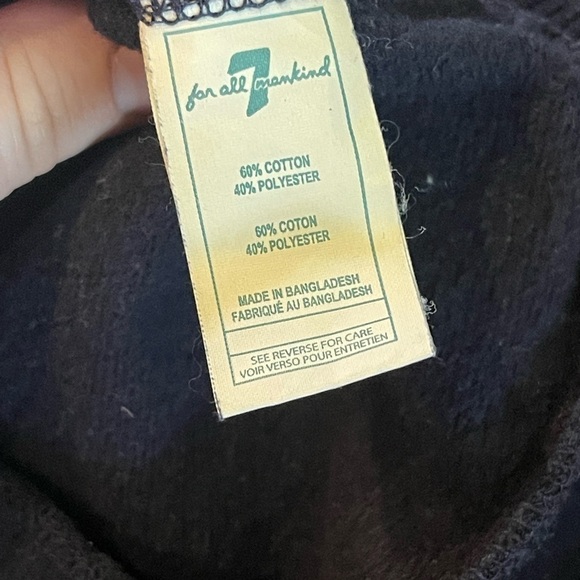 for all 7 mankind
60% COTTON
40% POLYESTER
60% COTON
40% POLYESTER
MADE IN BANGLADESH
FABRIQUÉ AU BANGLADESH
SEE REVERSE FOR CARE
VOIR VERSO POUR ENTRETIEN